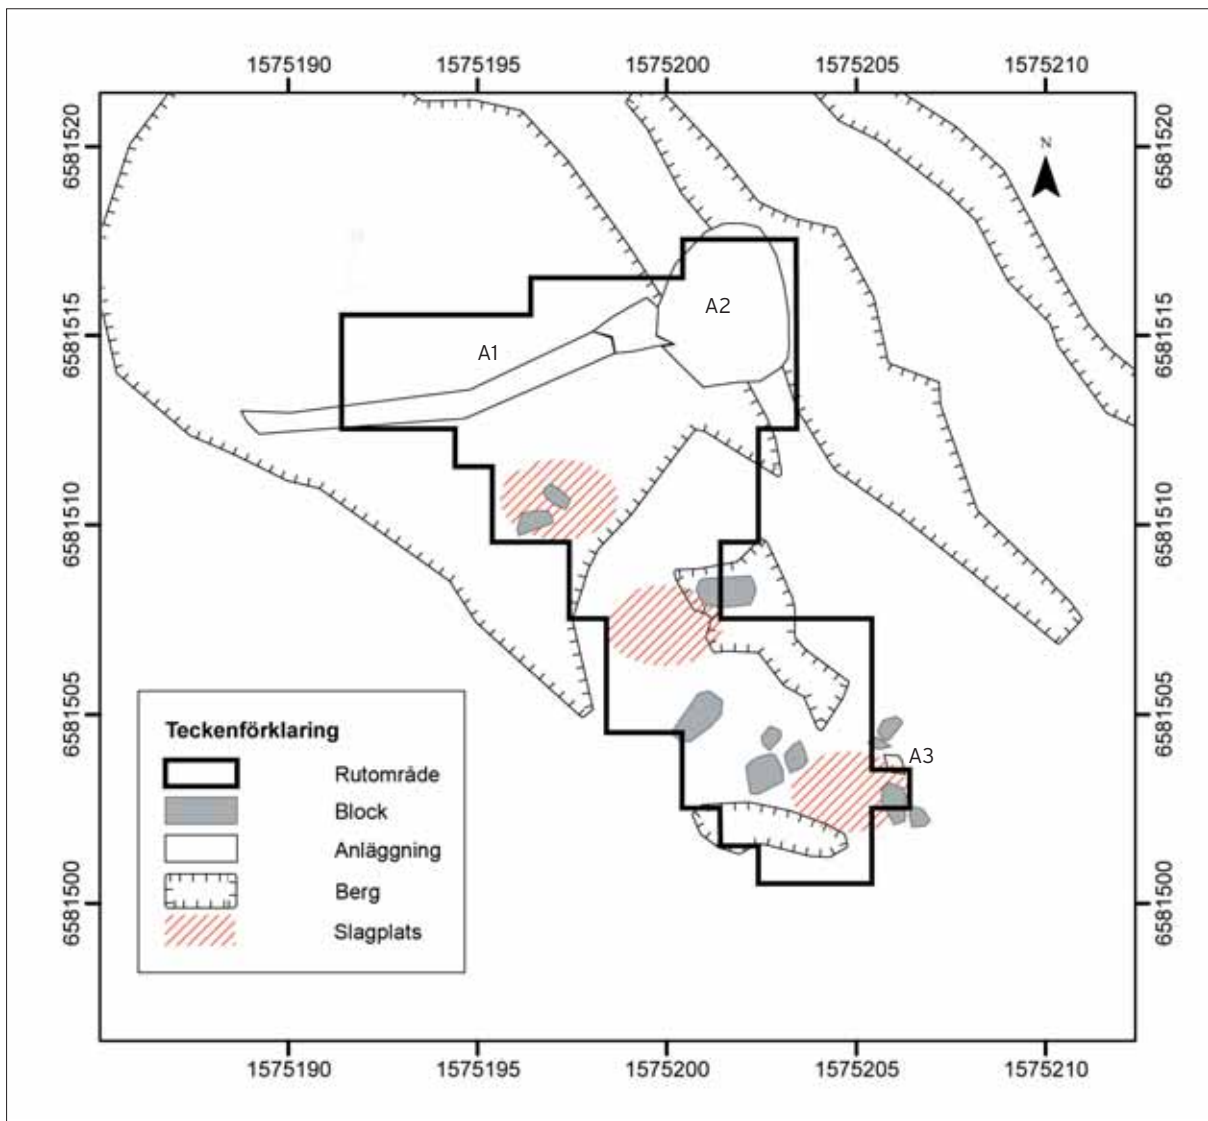 1575190 1575195 1575200 1575205 1575210
6581520 6581520
N
6581515 6581515
A2
A1
6581510 6581510
6581505 6581505
A3
6581500 6581500
Teckenförklaring
Rutområde
Block
Anläggning
Berg
Slagplats
1575190 1575195 1575200 1575205 1575210